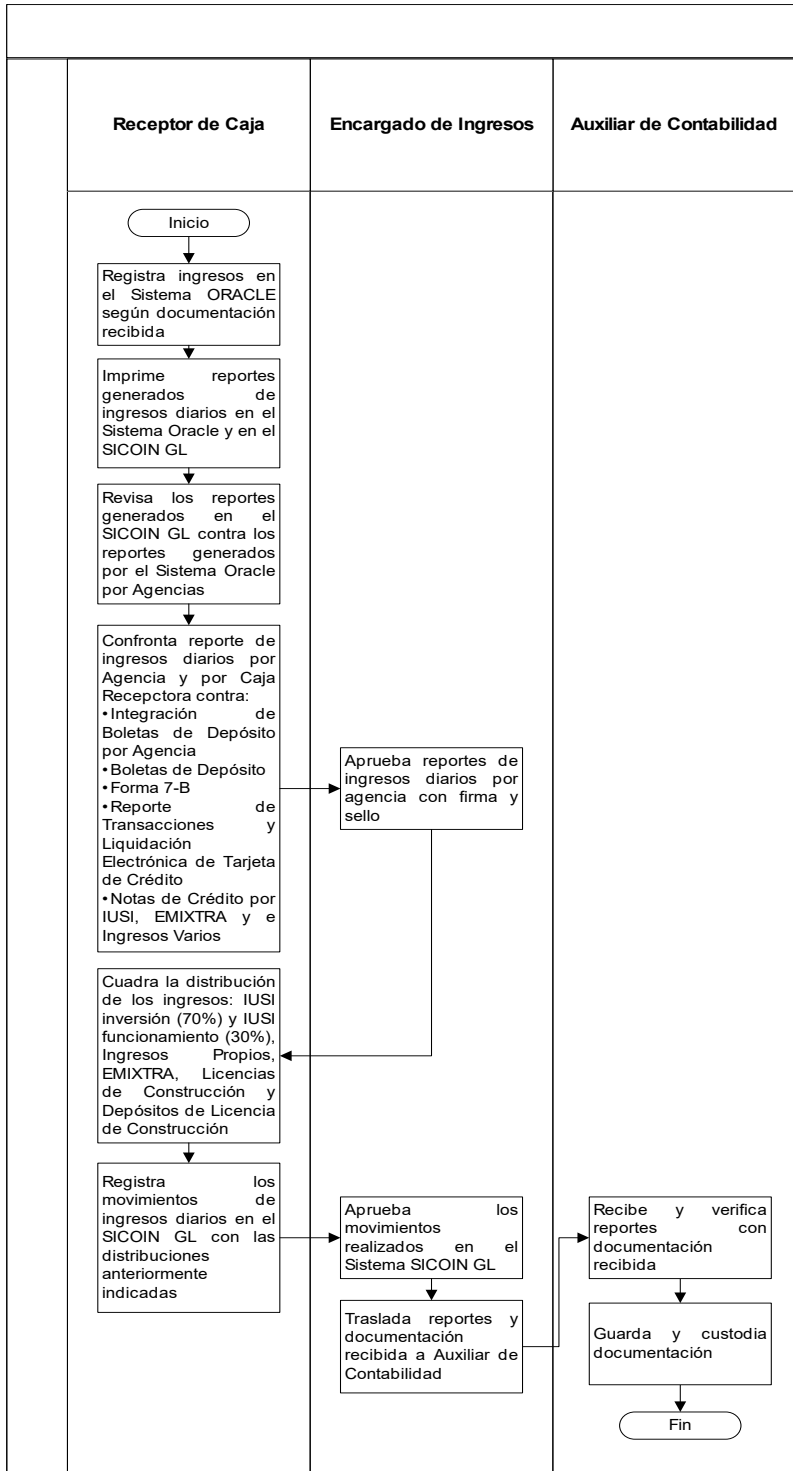 Receptor de Caja
Encargado de Ingresos
Auxiliar de Contabilidad
Inicio
Registra ingresos en
el Sistema ORACLE
según documentación
recibida
Imprime reportes
generados de
ingresos diarios en el
Sistema Oracle y en el
SICOIN GL
Revisa los reportes
generados en el
SICOIN GL contra los
reportes generados
por el Sistema Oracle
por Agencias
Confronta reporte de
ingresos diarios por
Agencia y por Caja
Recepctora contra:
•Integración de
Boletas de Depósito
por Agencia
•Boletas de Depósito
•Forma 7-B
•Reporte de
Transacciones y
Liquidación
Electrónica de Tarjeta
de Crédito
•Notas de Crédito por
IUSI, EMIXTRA y e
Ingresos Varios
Aprueba reportes de
ingresos diarios por
agencia con firma y
sello
Cuadra la distribución
de los ingresos: IUSI
inversión (70%) y IUSI
funcionamiento (30%),
Ingresos Propios,
EMIXTRA, Licencias
de Construcción y
Depósitos de Licencia
de Construcción
Registra los
movimientos de
ingresos diarios en el
SICOIN GL con las
distribuciones
anteriormente
indicadas
Aprueba los
movimientos
realizados en el
Sistema SICOIN GL
Traslada reportes y
documentación
recibida a Auxiliar de
Contabilidad
Recibe y verifica
reportes con
documentación
recibida
Guarda y custodia
documentación
Fin